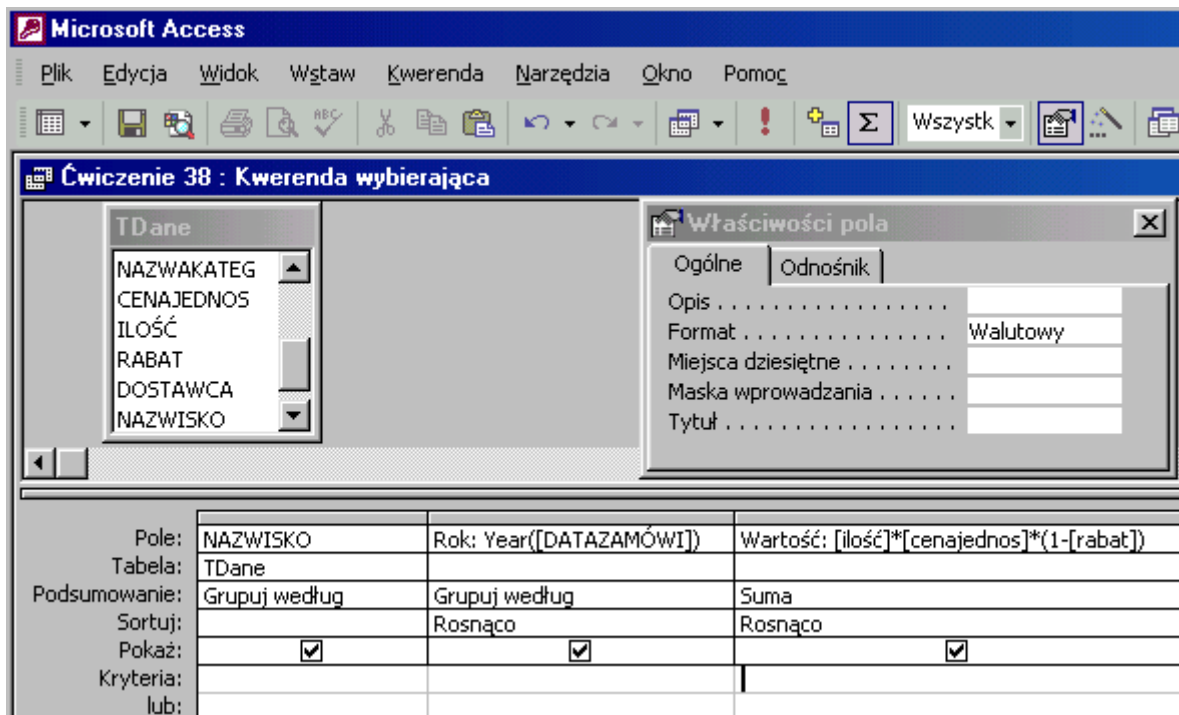 Microsoft Access
Plik Edycja Widok Wstaw Kwerenda Narzędzia Okno Pomoc
ABC Σ Wszystk
Ćwiczenie 38 : Kwerenda wybierająca
TDane
NAZWAKATEG
CENAJEDNOS
ILOŚĆ
RABAT
DOSTAWCA
NAZWISKO
Właściwości pola
Ogólne Odnośnik
Opis . . . . . . . . . . . . . . . . . .
Format . . . . . . . . . . . . . . . Walutowy
Miejsca dziesiętne . . . . . . . .
Maska wprowadzania . . . . . .
Tytuł . . . . . . . . . . . . . . . . . .
Pole: NAZWISKO Rok: Year([DATAZAMÓWI]) Wartość: [ilość]*[cenajednos]*(1-[rabat])
Tabela: TDane
Podsumowanie: Grupuj według Grupuj według Suma
Sortuj: Rosnąco Rosnąco
Pokaż:
Kryteria:
lub: